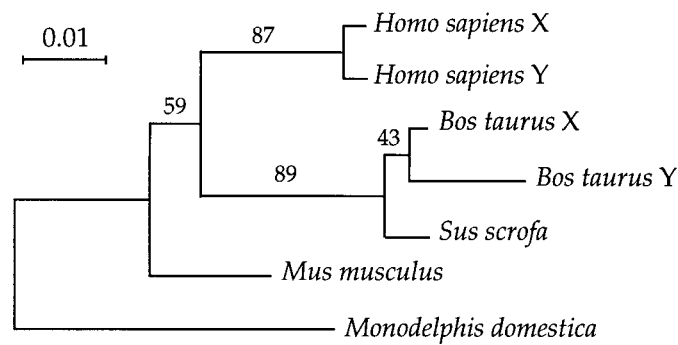 0.01
87
Homo sapiens X
Homo sapiens Y
59
Bos taurus X
43
Bos taurus Y
89
Sus scrofa
Mus musculus
Monodelphis domestica